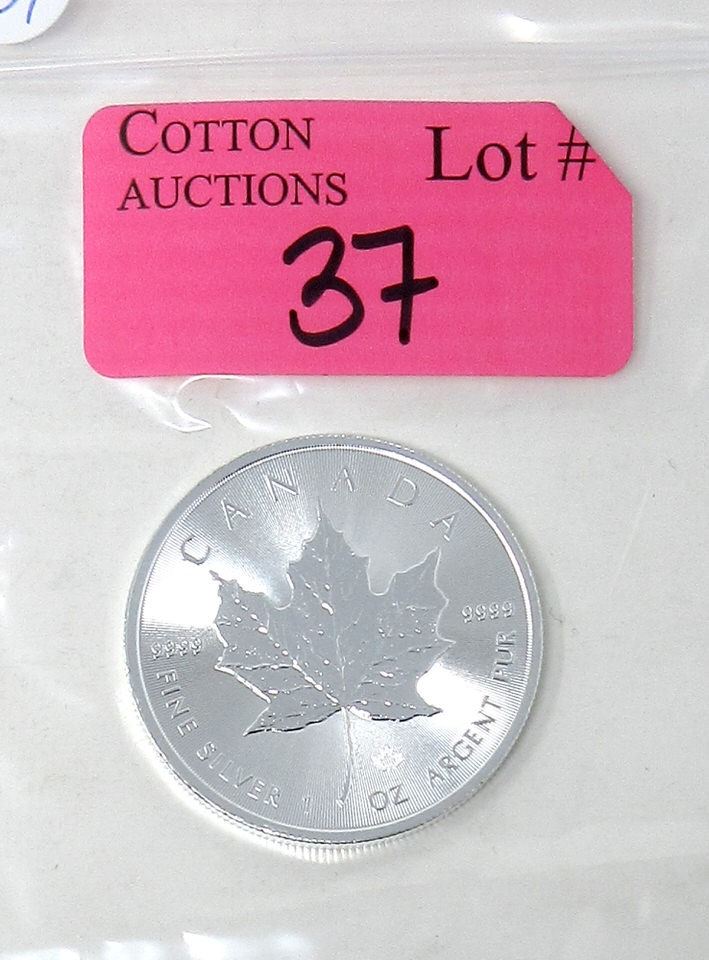 COTTON
AUCTIONS
Lot #
37
CANADA
9999
9999
FINE SILVER 1 OZ ARGENT PUR